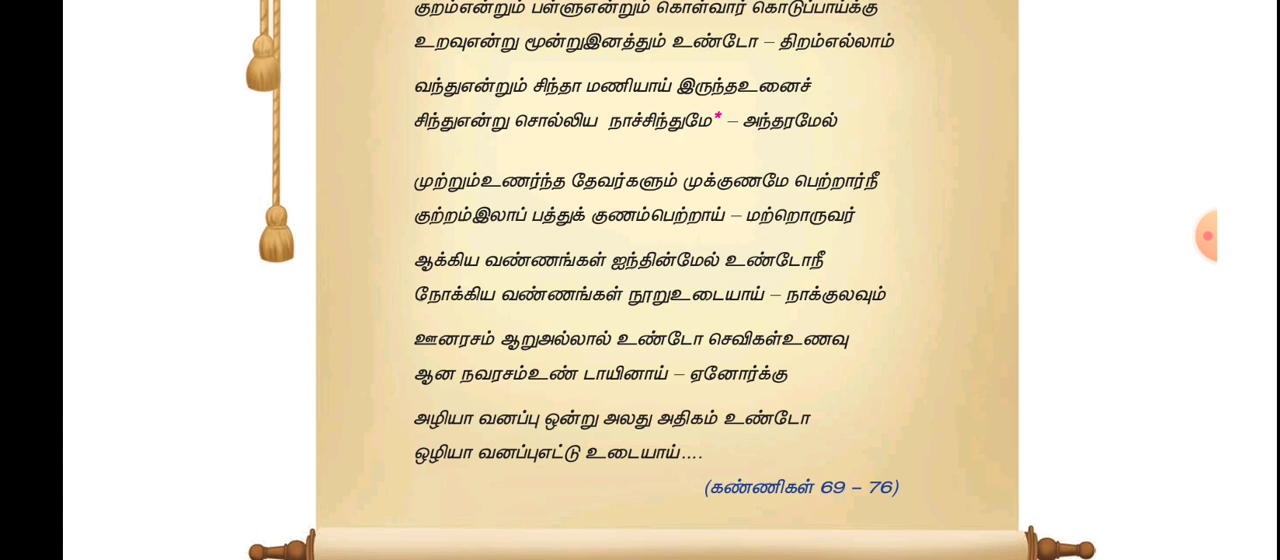 குறம்என்றும் பள்ளுஎன்றும் கொள்வார் கொடுப்பாய்க்கு
உறவுஎன்று மூன்றுஇனத்தும் உண்டோ – திறம்எல்லாம்
வந்துஎன்றும் சிந்தா மணியாய் இருந்தஉனைச்
சிந்துஎன்று சொல்லிய நாச்சிந்துமே* – அந்தரமேல்
முற்றும்உணர்ந்த தேவர்களும் முக்குணமே பெற்றார்நீ
குற்றம்இலாப் பத்துக் குணம்பெற்றாய் – மற்றொருவர்
ஆக்கிய வண்ணங்கள் ஐந்தின்மேல் உண்டோநீ
நோக்கிய வண்ணங்கள் நூறுஉடையாய் – நாக்குலவும்
ஊனரசம் ஆறுஅல்லால் உண்டோ செவிகள்உணவு
ஆன நவரசம்உண் டாயினாய் – ஏனோர்க்கு
அழியா வனப்பு ஒன்று அலது அதிகம் உண்டோ
ஒழியா வனப்புஎட்டு உடையாய்....
(கண்ணிகள் 69 – 76)